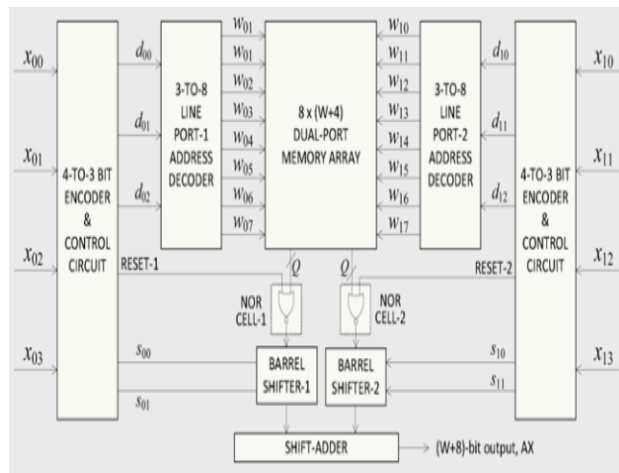 x00
x01
x02
x03
4-TO-3 BIT
ENCODER
&
CONTROL
CIRCUIT
d00
d01
d02
RESET-1
s00
s01
3-TO-8
LINE
PORT-1
ADDRESS
DECODER
w01
w01
w02
w03
w04
w05
w06
w07
8 x (W+4)
DUAL-PORT
MEMORY ARRAY
w10
w11
w12
w13
w14
w15
w16
w17
3-TO-8
LINE
PORT-2
ADDRESS
DECODER
d10
d11
d12
RESET-2
s10
s11
4-TO-3 BIT
ENCODER
&
CONTROL
CIRCUIT
x10
x11
x12
x13
Q
Q
NOR
CELL-1
NOR
CELL-2
BARREL
SHIFTER-1
BARREL
SHIFTER-2
SHIFT-ADDER
(W+8)-bit output, AX